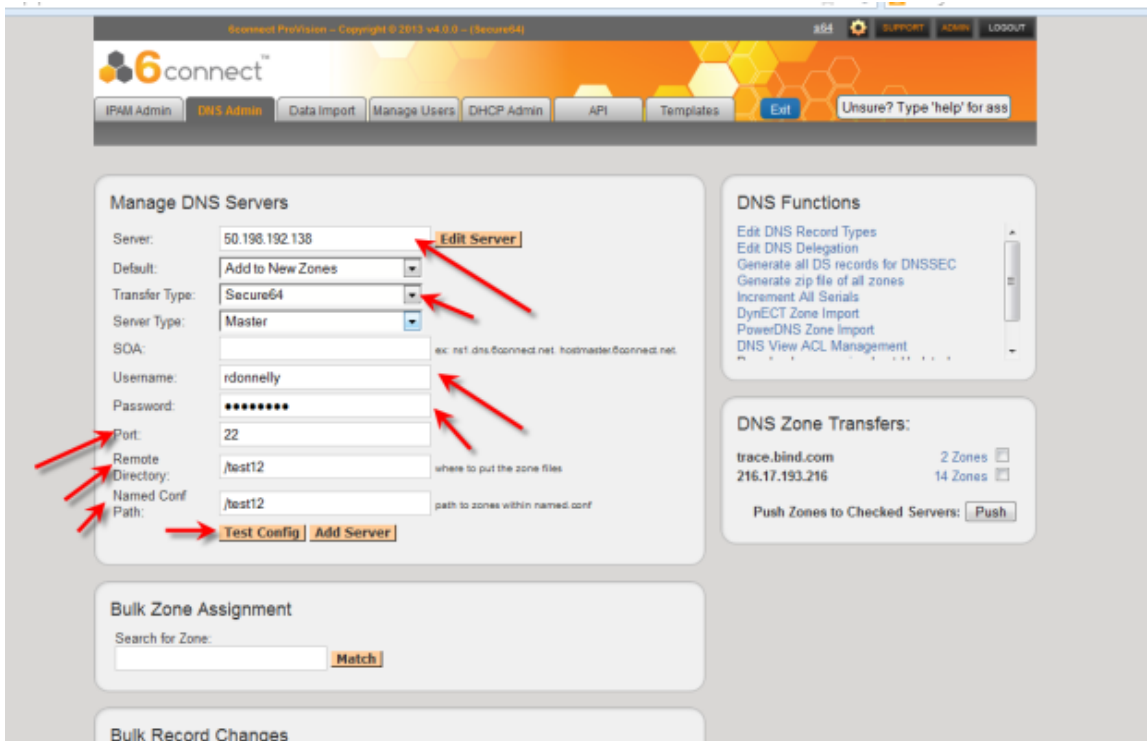 6connect ProVision – Copyright © 2013 v4.0.0 – (Secure64)
s64 SUPPORT ADMIN LOGOUT
6connect™
IPAM Admin DNS Admin Data Import Manage Users DHCP Admin API Templates Exit Unsure? Type 'help' for ass
Manage DNS Servers
Server: 50.198.192.138 Edit Server
Default: Add to New Zones
Transfer Type: Secure64
Server Type: Master
SOA: ex: ns1.dns.6connect.net. hostmaster.6connect.net.
Username: rdonnelly
Password: ••••••••
Port: 22
Remote
Directory: /test12 where to put the zone files
Named Conf
Path: /test12 path to zones within named.conf
Test Config Add Server
DNS Functions
Edit DNS Record Types
Edit DNS Delegation
Generate all DS records for DNSSEC
Generate zip file of all zones
Increment All Serials
DynECT Zone Import
PowerDNS Zone Import
DNS View ACL Management
DNS Zone Transfers:
trace.bind.com 2 Zones
216.17.193.216 14 Zones
Push Zones to Checked Servers: Push
Bulk Zone Assignment
Search for Zone:
Match
Bulk Record Changes